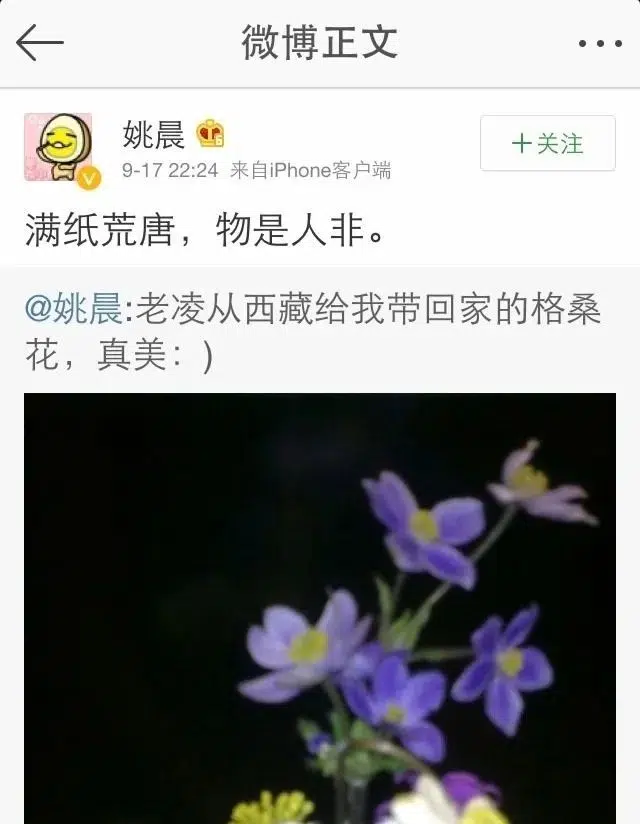 微博正文
姚晨
+关注
9-17 22:24 来自iPhone客户端
满纸荒唐，物是人非。
@姚晨:老凌从西藏给我带回家的格桑
花，真美：)